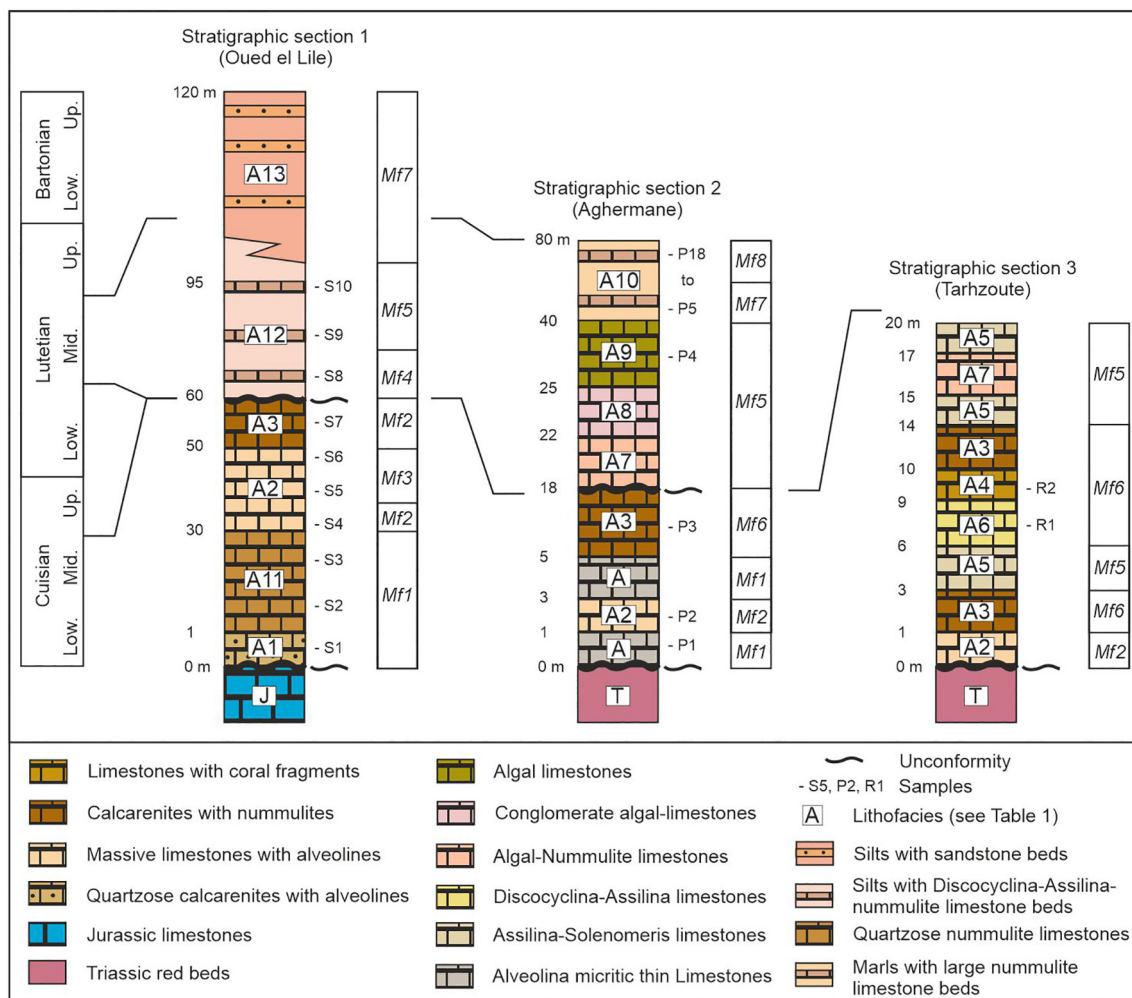 Stratigraphic section 1
(Oued el Lile)
Bartonian
Up.
Low.
Lutetian
Up.
Mid.
Low.
Cuisian
Up.
Mid.
Low.
120 m
95
60
50
30
1
0 m
A13
A12
A3
A2
A11
A1
J
- S10
- S9
- S8
- S7
- S6
- S5
- S4
- S3
- S2
- S1
Mf7
Mf5
Mf4
Mf2
Mf3
Mf2
Mf1
Stratigraphic section 2
(Aghermane)
80 m
40
25
22
18
5
3
1
0 m
A10
A9
A8
A7
A3
A
A2
A
T
- P18
to
- P5
- P4
- P3
- P2
- P1
Mf8
Mf7
Mf5
Mf6
Mf1
Mf2
Mf1
Stratigraphic section 3
(Tarhzoute)
20 m
17
15
14
10
9
6
3
1
0 m
A5
A7
A5
A3
A4
A6
A5
A3
A2
T
- R2
- R1
Mf5
Mf6
Mf5
Mf6
Mf2
Limestones with coral fragments
Calcarenites with nummulites
Massive limestones with alveolines
Quartzose calcarenites with alveolines
Jurassic limestones
Triassic red beds
Algal limestones
Conglomerate algal-limestones
Algal-Nummulite limestones
Discocyclina-Assilina limestones
Assilina-Solenomeris limestones
Alveolina micritic thin Limestones
Unconformity
- S5, P2, R1 Samples
A Lithofacies (see Table 1)
Silts with sandstone beds
Silts with Discocyclina-Assilina-
nummulite limestone beds
Quartzose nummulite limestones
Marls with large nummulite
limestone beds